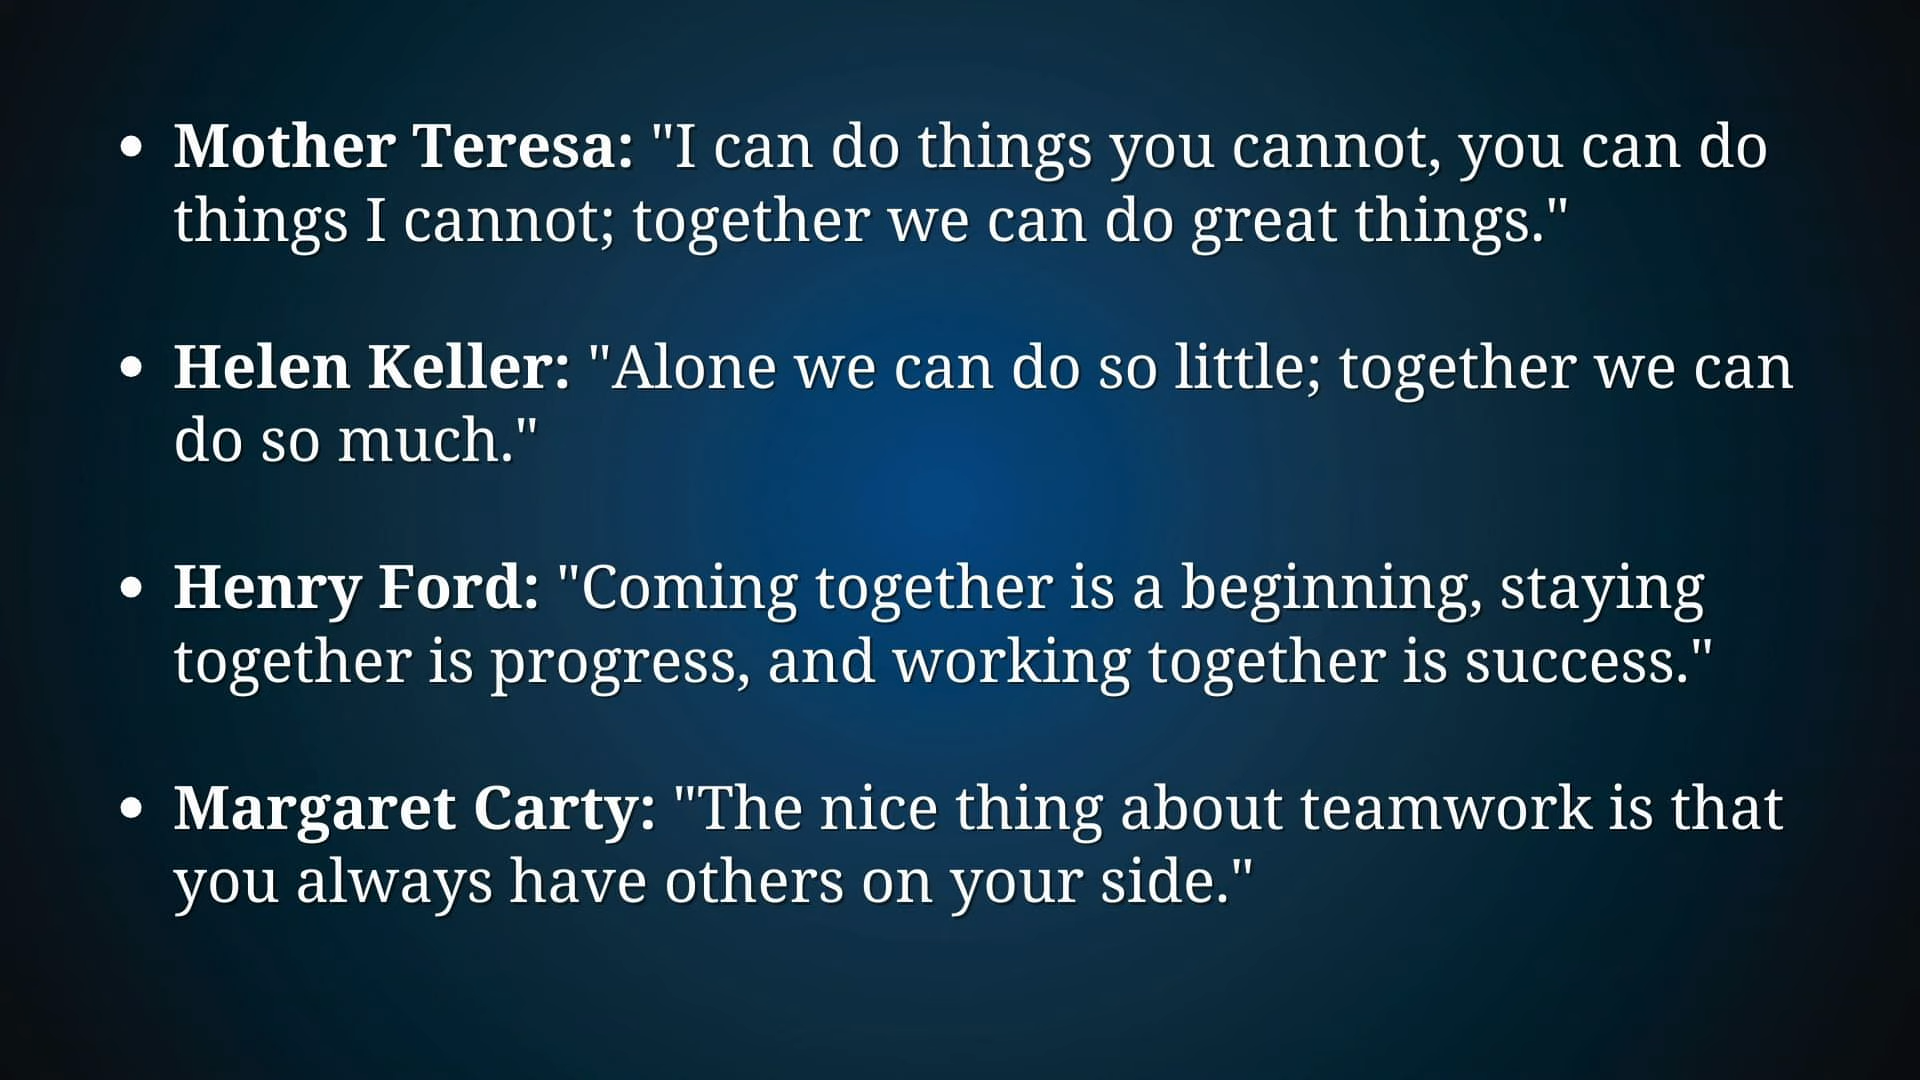 • Mother Teresa: "I can do things you cannot, you can do
things I cannot; together we can do great things."
• Helen Keller: "Alone we can do so little; together we can
do so much."
• Henry Ford: "Coming together is a beginning, staying
together is progress, and working together is success."
• Margaret Carty: "The nice thing about teamwork is that
you always have others on your side."